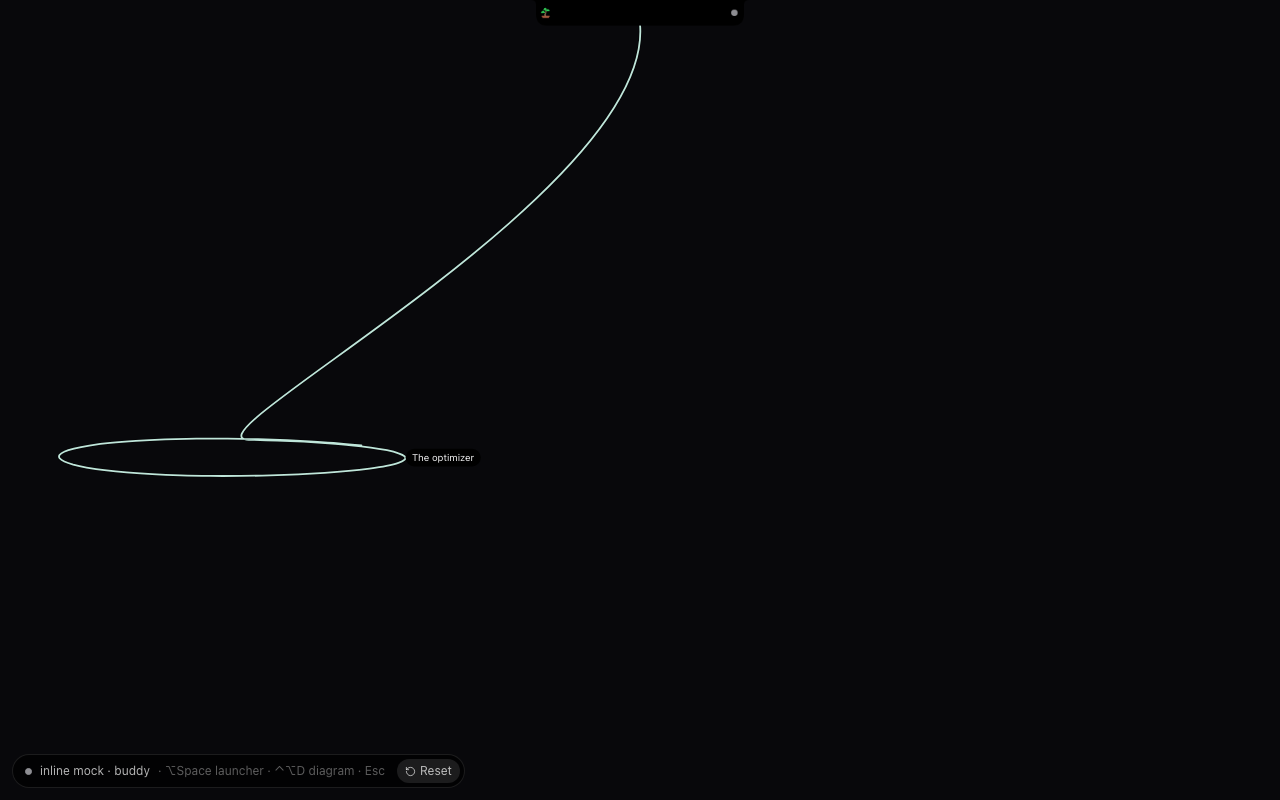 The optimizer
inline mock · buddy · ⌥Space launcher · ^⌥D diagram · Esc Reset